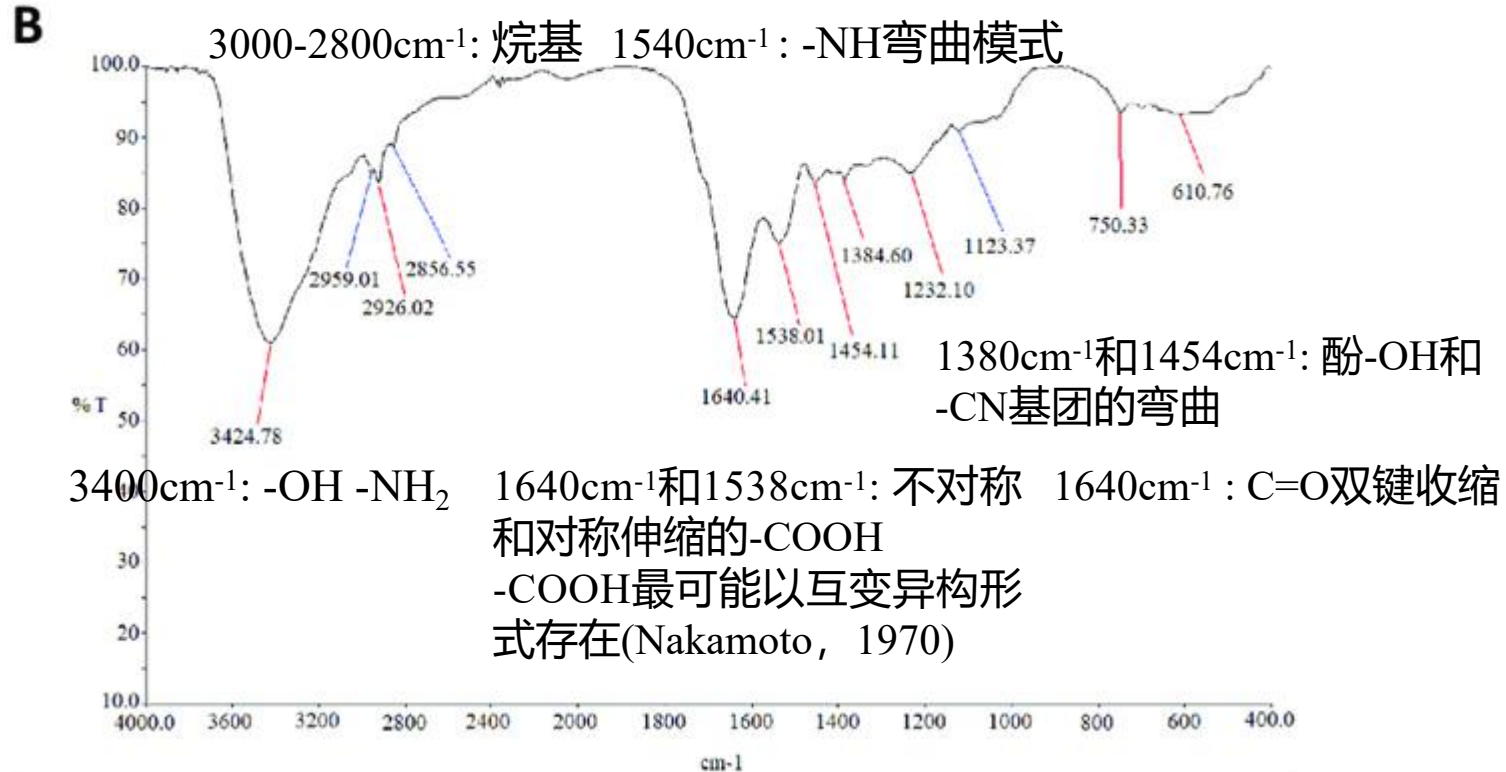 B
3000-2800cm-1: 烷基 1540cm-1 : -NH弯曲模式
100.0
90
80
70
60
%T
50
40
30
20
10.0
2959.01
2926.02
2856.55
3424.78
1640.41
1538.01
1454.11
1384.60
1232.10
1123.37
750.33
610.76
1380cm-1和1454cm-1: 酚-OH和
-CN基团的弯曲
3400cm-1: -OH -NH2
1640cm-1和1538cm-1: 不对称
和对称伸缩的-COOH
-COOH最可能以互变异构形
式存在(Nakamoto，1970)
1640cm-1 : C=O双键收缩
4000.0 3600 3200 2800 2400 2000 1800 1600 1400 1200 1000 800 600 400.0
cm-1